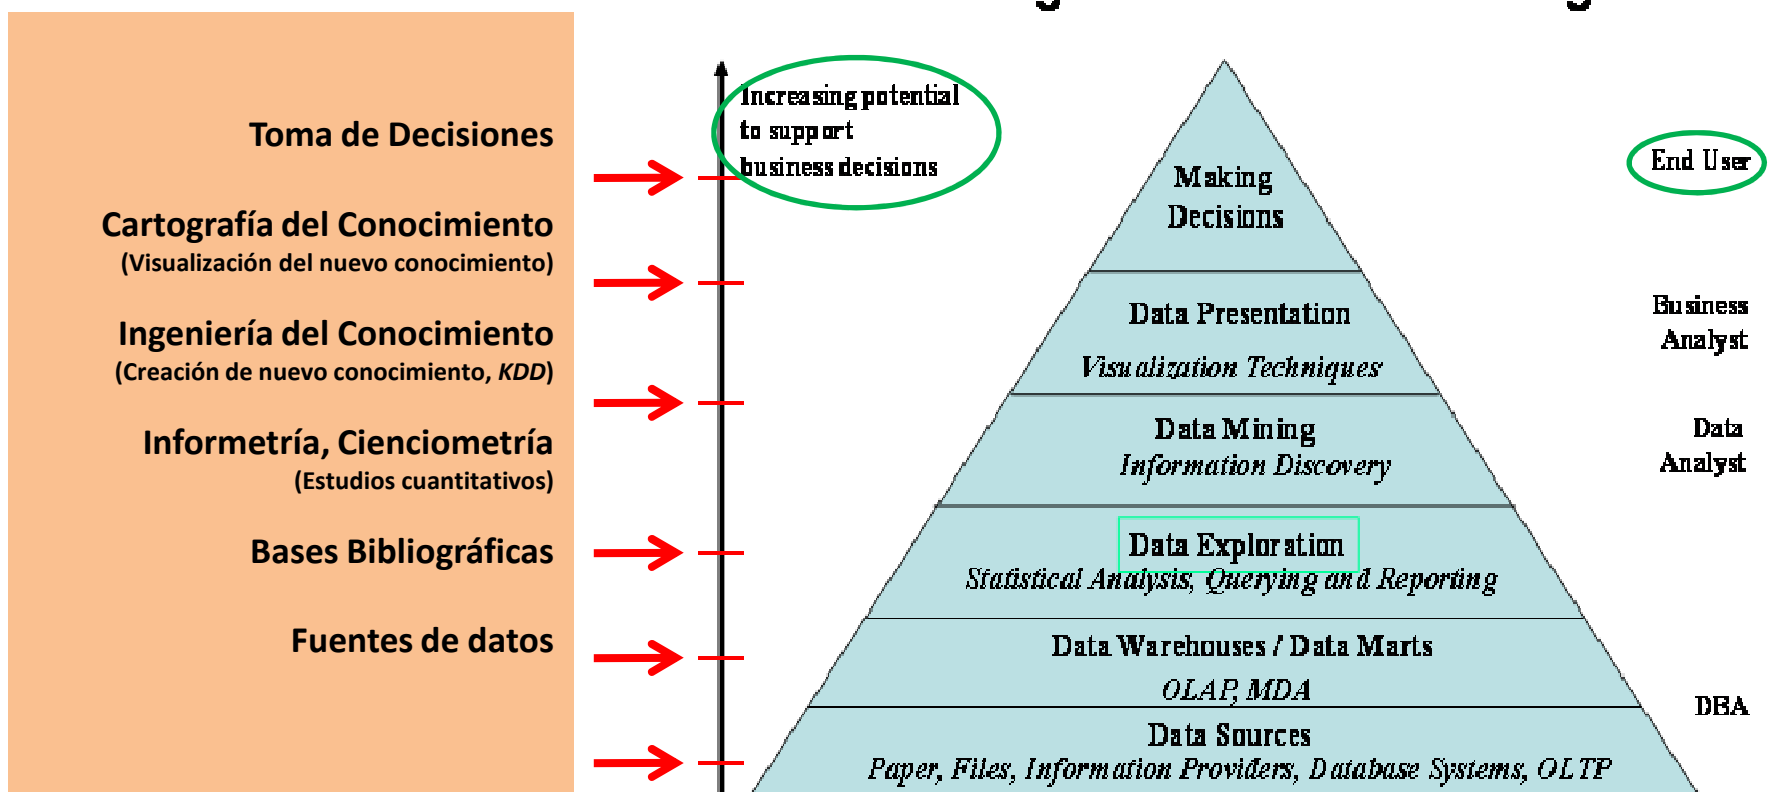 Toma de Decisiones
Cartografía del Conocimiento
(Visualización del nuevo conocimiento)
Ingeniería del Conocimiento
(Creación de nuevo conocimiento, KDD)
Informetría, Cienciometría
(Estudios cuantitativos)
Bases Bibliográficas
Fuentes de datos
Increasing potential
to support
business decisions
Making
Decisions
Data Presentation
Visualization Techniques
Data Mining
Information Discovery
Data Exploration
Statistical Analysis, Querying and Reporting
Data Warehouses / Data Marts
OLAP, MDA
Data Sources
Paper, Files, Information Providers, Database Systems, OLTP
End User
Business
Analyst
Data
Analyst
DBA